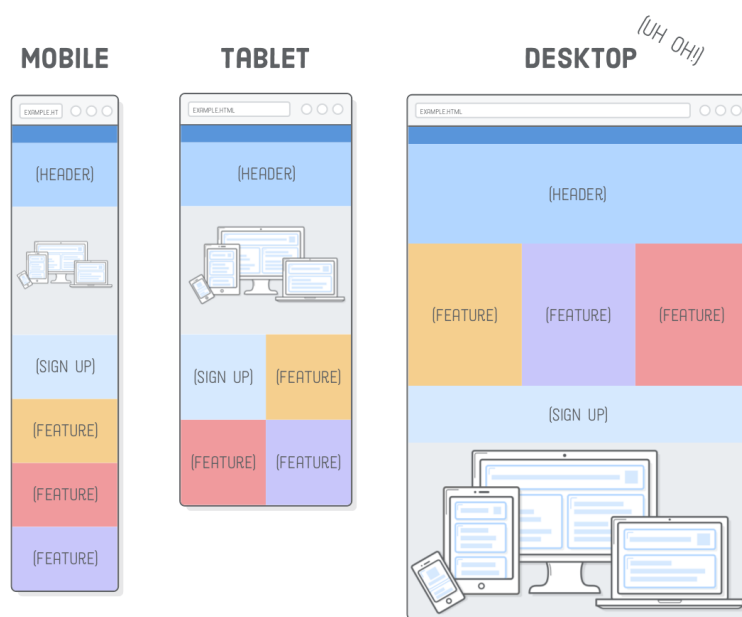 MOBILE
EXAMPLE.HT
(HEADER)
(SIGN UP)
(FEATURE)
(FEATURE)
(FEATURE)
TABLET
EXAMPLE.HTML
(HEADER)
(SIGN UP) (FEATURE)
(FEATURE) (FEATURE)
DESKTOP
(UH OH!)
EXAMPLE.HTML
(HEADER)
(FEATURE) (FEATURE) (FEATURE)
(SIGN UP)